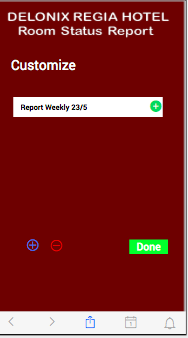 DELONIX REGIA HOTEL
Room Status Report
Customize
Report Weekly 23/5
Done